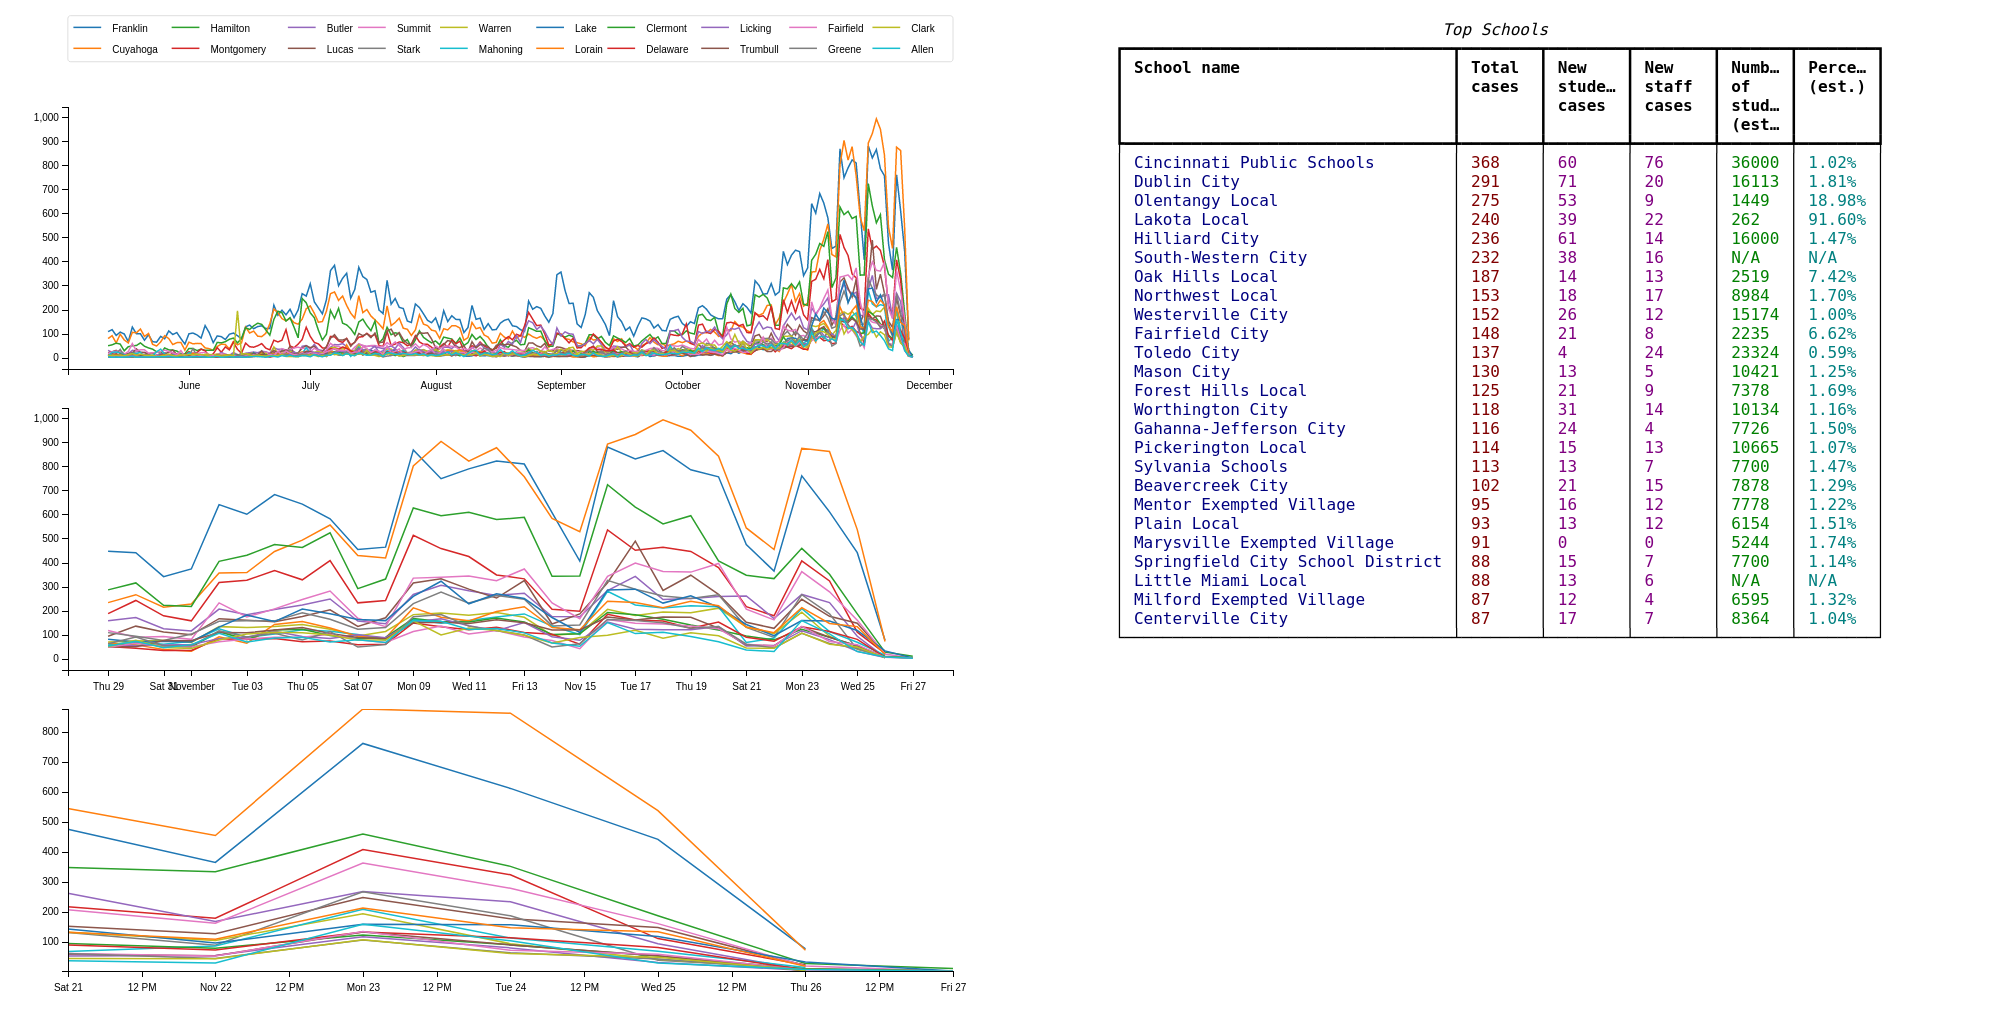 Franklin Hamilton Butler Summit Warren Lake Clermont Licking Fairfield Clark
Cuyahoga Montgomery Lucas Stark Mahoning Lorain Delaware Trumbull Greene Allen
1,000
900
800
700
600
500
400
300
200
100
0
June July August September October November December
1,000
900
800
700
600
500
400
300
200
100
0
Thu 29 Sat 31 November Tue 03 Thu 05 Sat 07 Mon 09 Wed 11 Fri 13 Nov 15 Tue 17 Thu 19 Sat 21 Mon 23 Wed 25 Fri 27
800
700
600
500
400
300
200
100
Sat 21 12 PM Nov 22 12 PM Mon 23 12 PM Tue 24 12 PM Wed 25 12 PM Thu 26 12 PM Fri 27
Top Schools
School name Total New New Numb… Perce…
cases stude… staff of (est.)
cases cases stud…
(est…
Cincinnati Public Schools 368 60 76 36000 1.02%
Dublin City 291 71 20 16113 1.81%
Olentangy Local 275 53 9 1449 18.98%
Lakota Local 240 39 22 262 91.60%
Hilliard City 236 61 14 16000 1.47%
South-Western City 232 38 16 N/A N/A
Oak Hills Local 187 14 13 2519 7.42%
Northwest Local 153 18 17 8984 1.70%
Westerville City 152 26 12 15174 1.00%
Fairfield City 148 21 8 2235 6.62%
Toledo City 137 4 24 23324 0.59%
Mason City 130 13 5 10421 1.25%
Forest Hills Local 125 21 9 7378 1.69%
Worthington City 118 31 14 10134 1.16%
Gahanna-Jefferson City 116 24 4 7726 1.50%
Pickerington Local 114 15 13 10665 1.07%
Sylvania Schools 113 13 7 7700 1.47%
Beavercreek City 102 21 15 7878 1.29%
Mentor Exempted Village 95 16 12 7778 1.22%
Plain Local 93 13 12 6154 1.51%
Marysville Exempted Village 91 0 0 5244 1.74%
Springfield City School District 88 15 7 7700 1.14%
Little Miami Local 88 13 6 N/A N/A
Milford Exempted Village 87 12 4 6595 1.32%
Centerville City 87 17 7 8364 1.04%